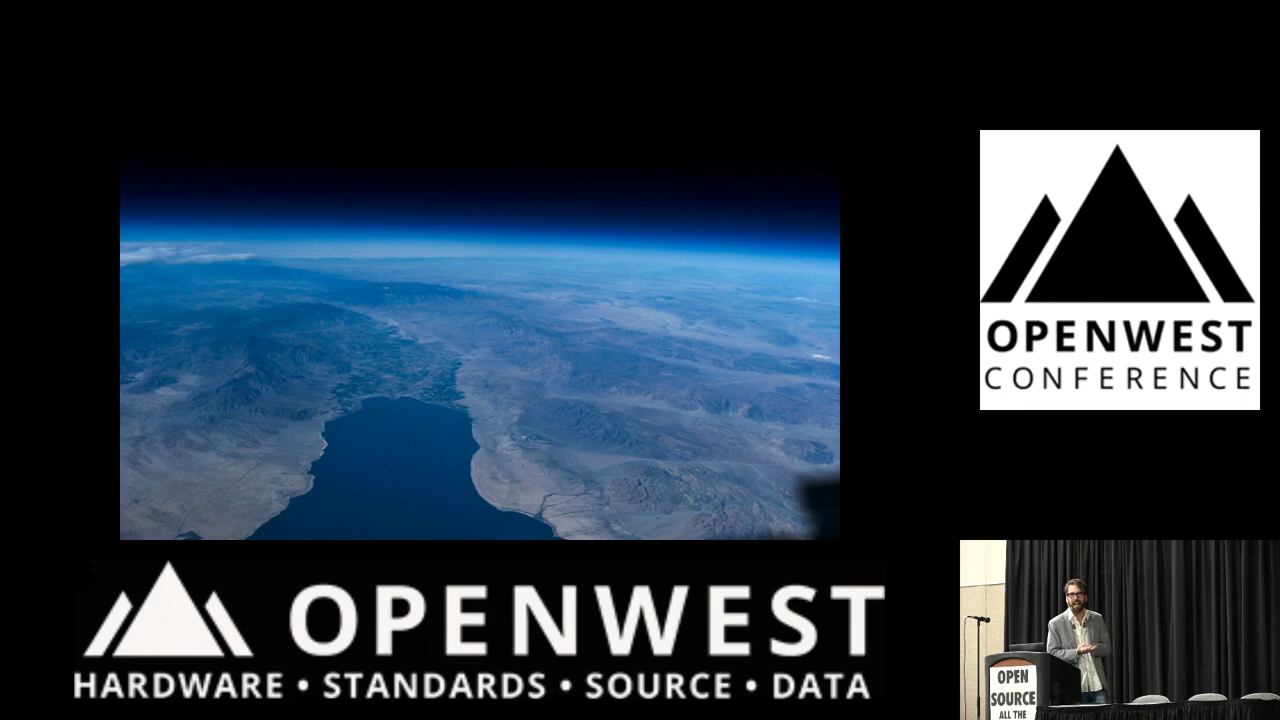 OPENWEST
CONFERENCE
OPENWEST
HARDWARE • STANDARDS • SOURCE • DATA
OPEN
SOURCE
ALL THE